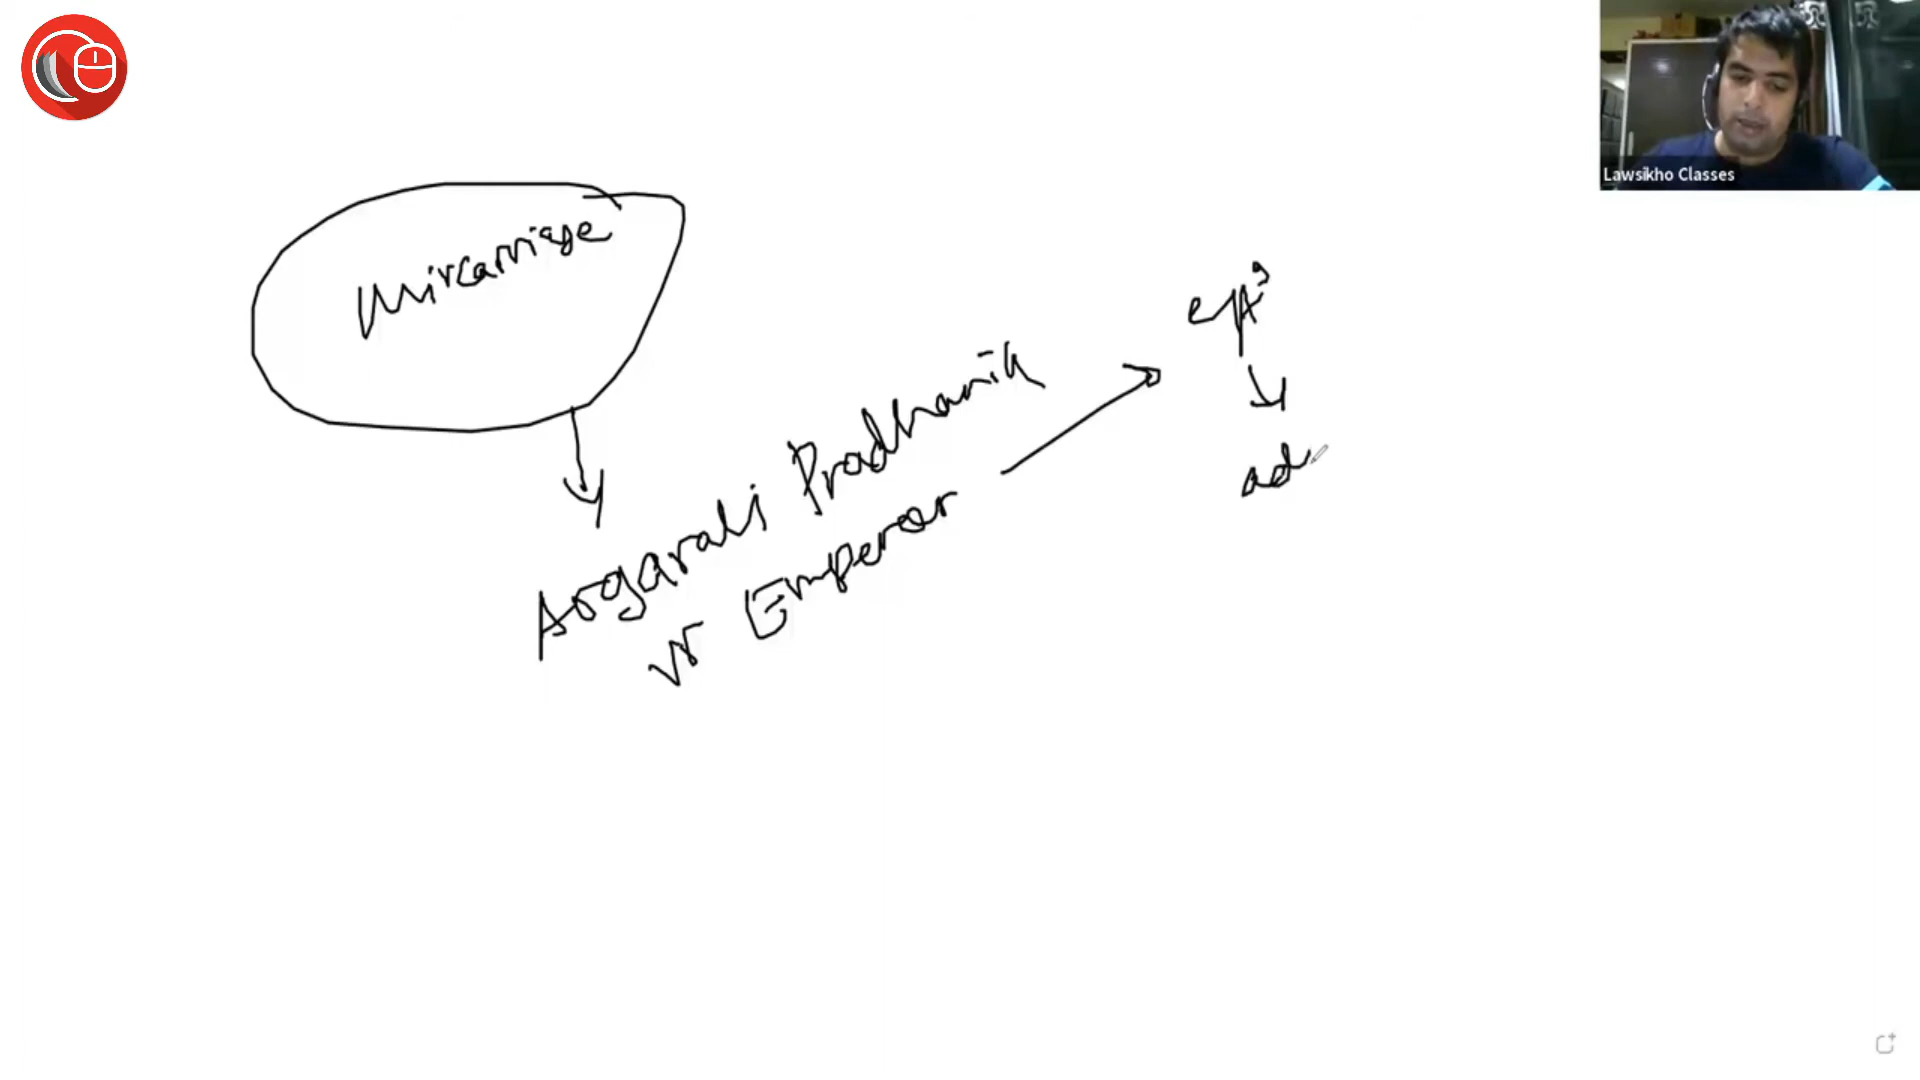 Miscarriage
Asgarali Pradhania
vs Emperor
ad
Lawsikho Classes